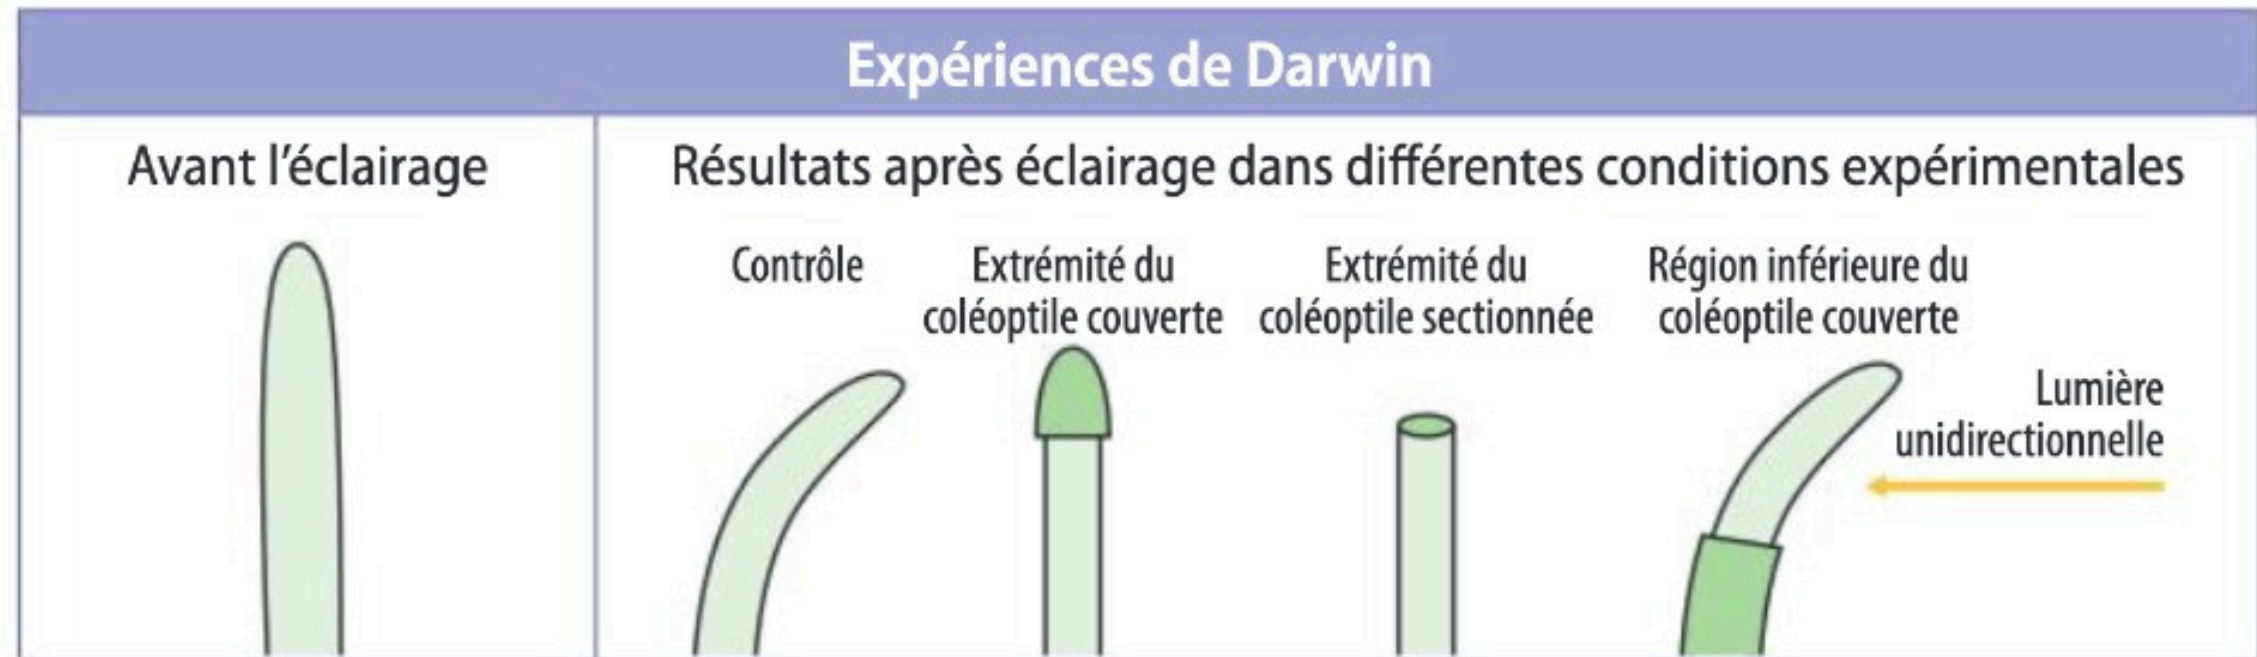 Expériences de Darwin
Avant l'éclairage
Résultats après éclairage dans différentes conditions expérimentales
Contrôle
Extrémité du
coléoptile couverte
Extrémité du
coléoptile sectionnée
Région inférieure du
coléoptile couverte
Lumière
unidirectionnelle